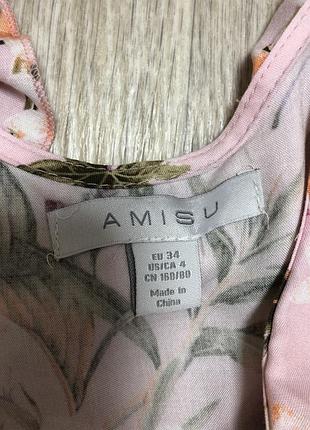 AMISU
EU 34
US/CA 4
CN 160/80
Made in
China